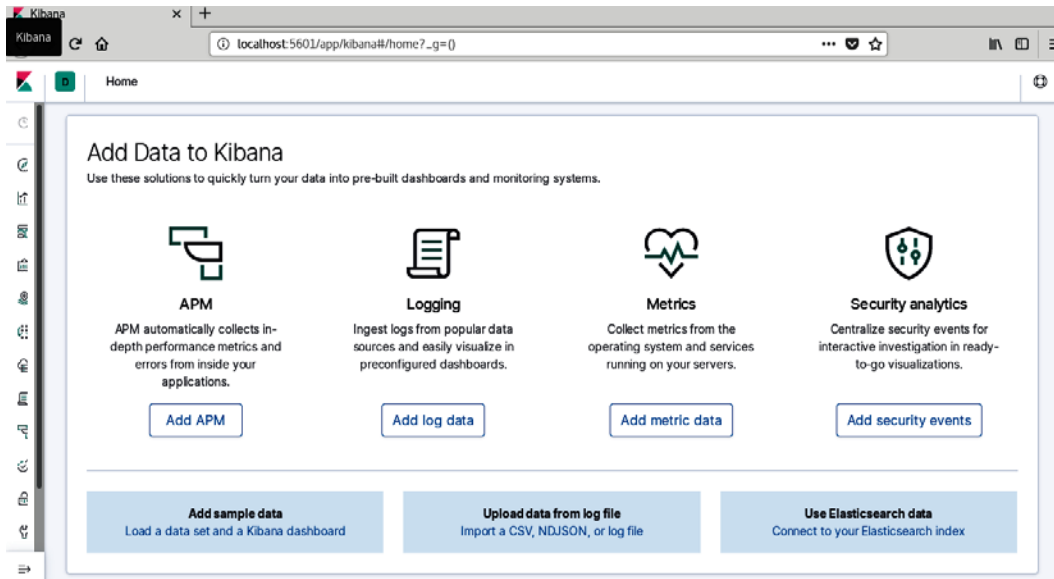 Kibana
Kibana
localhost:5601/app/kibana#/home?_g=()
D
Home
Add Data to Kibana
Use these solutions to quickly turn your data into pre-built dashboards and monitoring systems.
APM
APM automatically collects in-
depth performance metrics and
errors from inside your
applications.
Add APM
Logging
Ingest logs from popular data
sources and easily visualize in
preconfigured dashboards.
Add log data
Metrics
Collect metrics from the
operating system and services
running on your servers.
Add metric data
Security analytics
Centralize security events for
interactive investigation in ready-
to-go visualizations.
Add security events
Add sample data
Load a data set and a Kibana dashboard
Upload data from log file
Import a CSV, NDJSON, or log file
Use Elasticsearch data
Connect to your Elasticsearch index